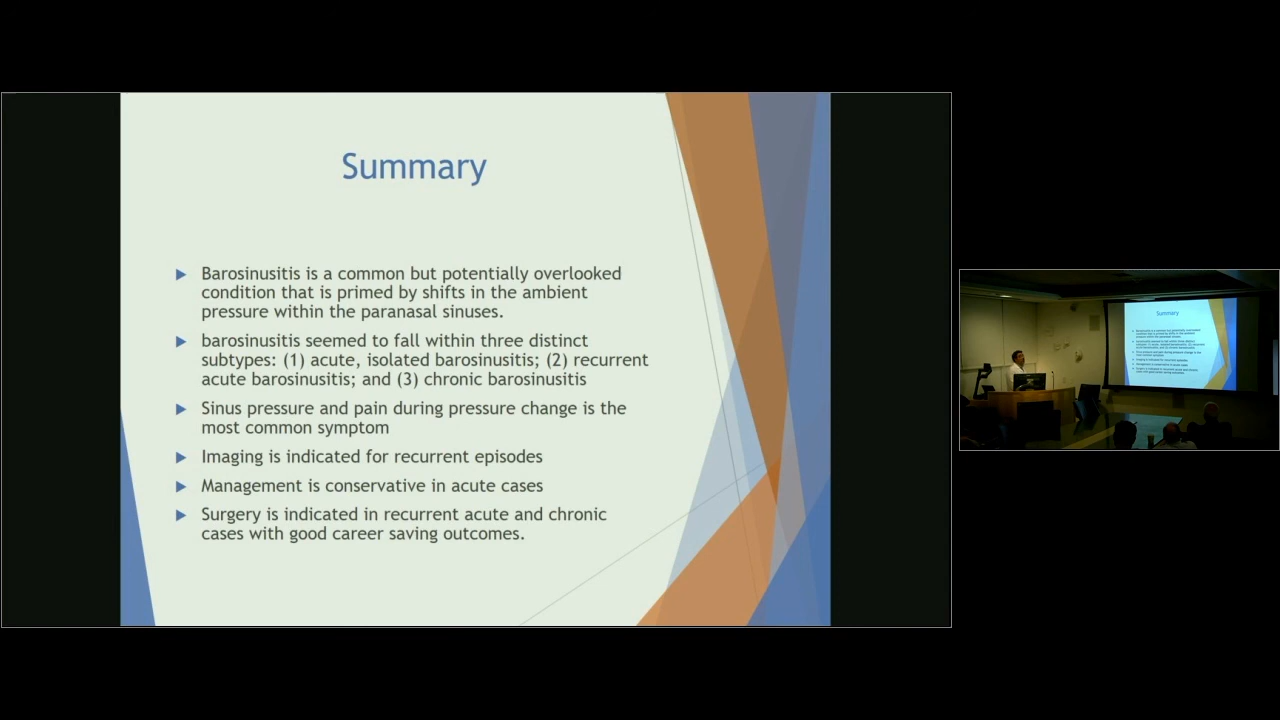 Summary
Barosinusitis is a common but potentially overlooked
condition that is primed by shifts in the ambient
pressure within the paranasal sinuses.
barosinusitis seemed to fall within three distinct
subtypes: (1) acute, isolated barosinusitis; (2) recurrent
acute barosinusitis; and (3) chronic barosinusitis
Sinus pressure and pain during pressure change is the
most common symptom
Imaging is indicated for recurrent episodes
Management is conservative in acute cases
Surgery is indicated in recurrent acute and chronic
cases with good career saving outcomes.
Summary